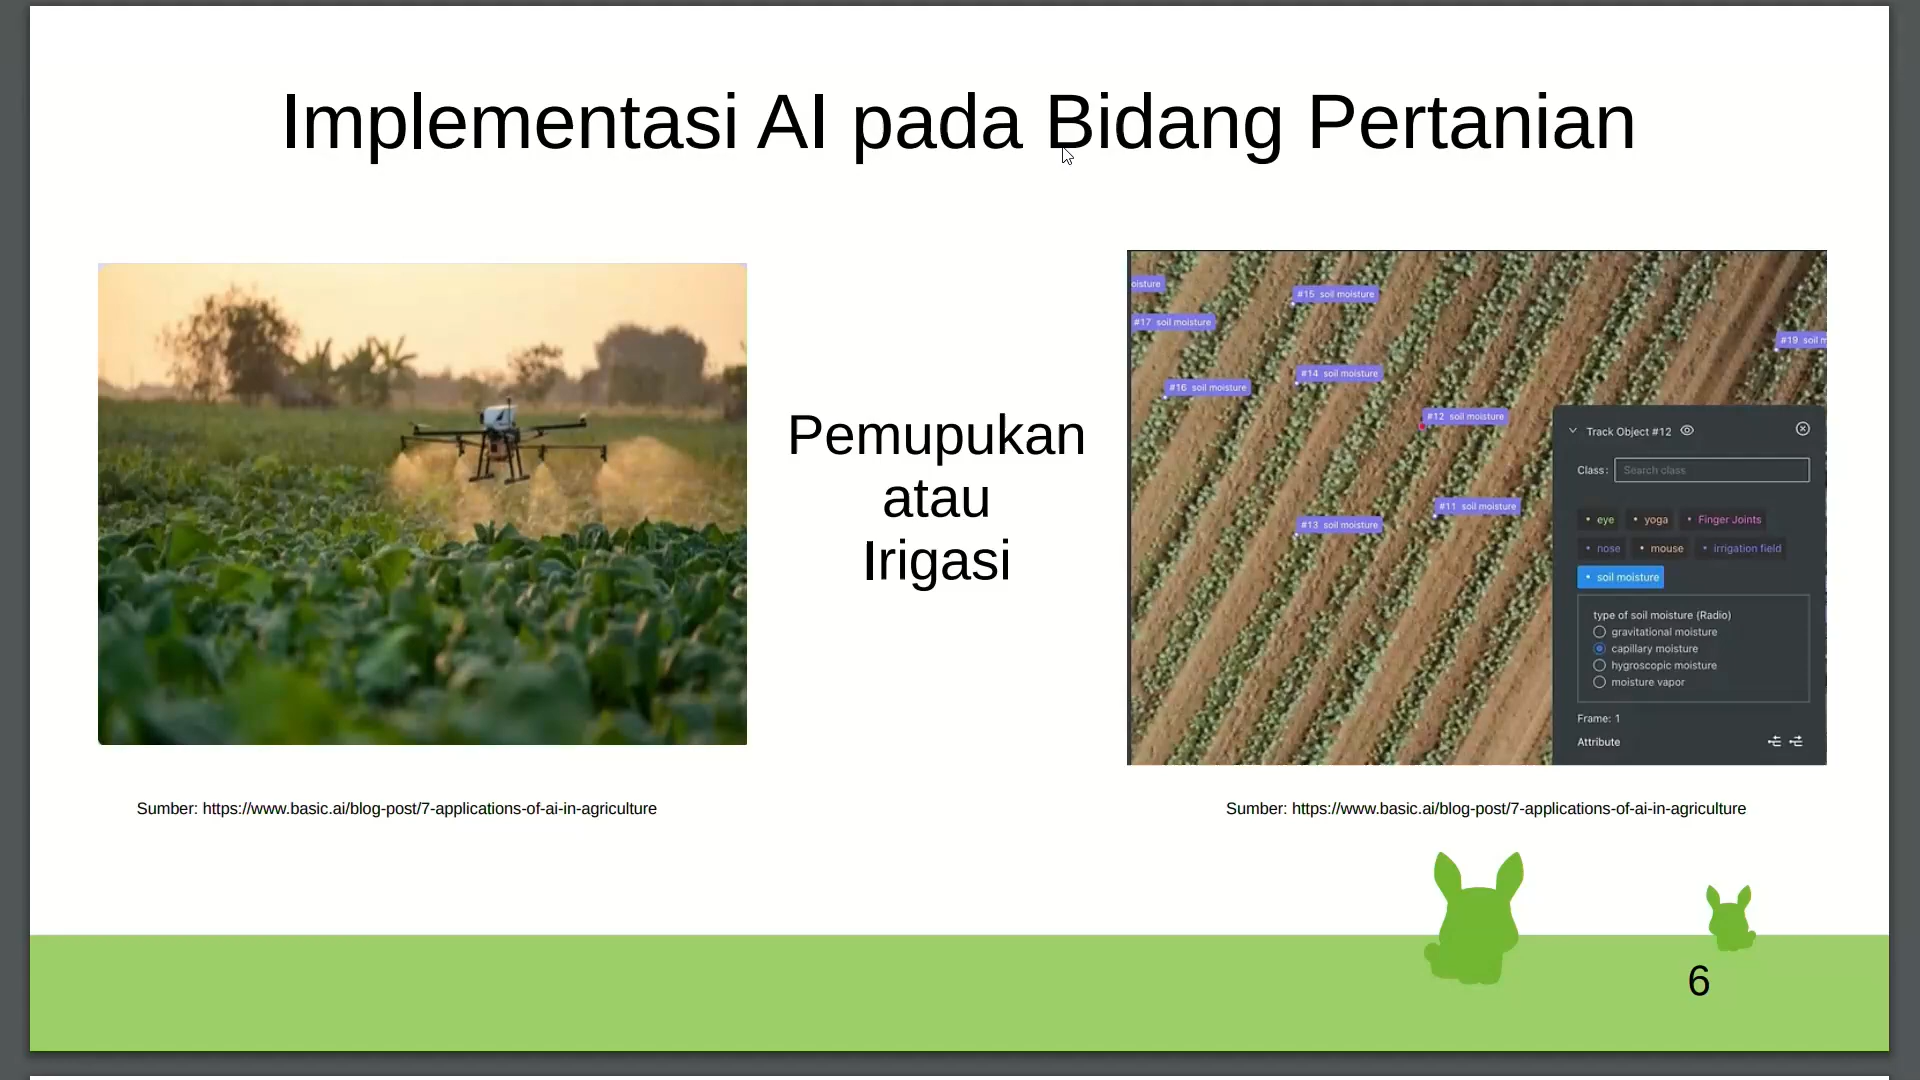 Implementasi AI pada Bidang Pertanian
Pemupukan
atau
Irigasi
oisture
#15 soil moisture
#17 soil moisture
#19 soil m
#14 soil moisture
#16 soil moisture
#12 soil moisture
#11 soil moisture
#13 soil moisture
Track Object #12
Class: Search class
• eye • yoga • Finger Joints
• nose • mouse • irrigation field
• soil moisture
type of soil moisture (Radio)
gravitational moisture
capillary moisture
hygroscopic moisture
moisture vapor
Frame: 1
Attribute
Sumber: https://www.basic.ai/blog-post/7-applications-of-ai-in-agriculture
Sumber: https://www.basic.ai/blog-post/7-applications-of-ai-in-agriculture
6